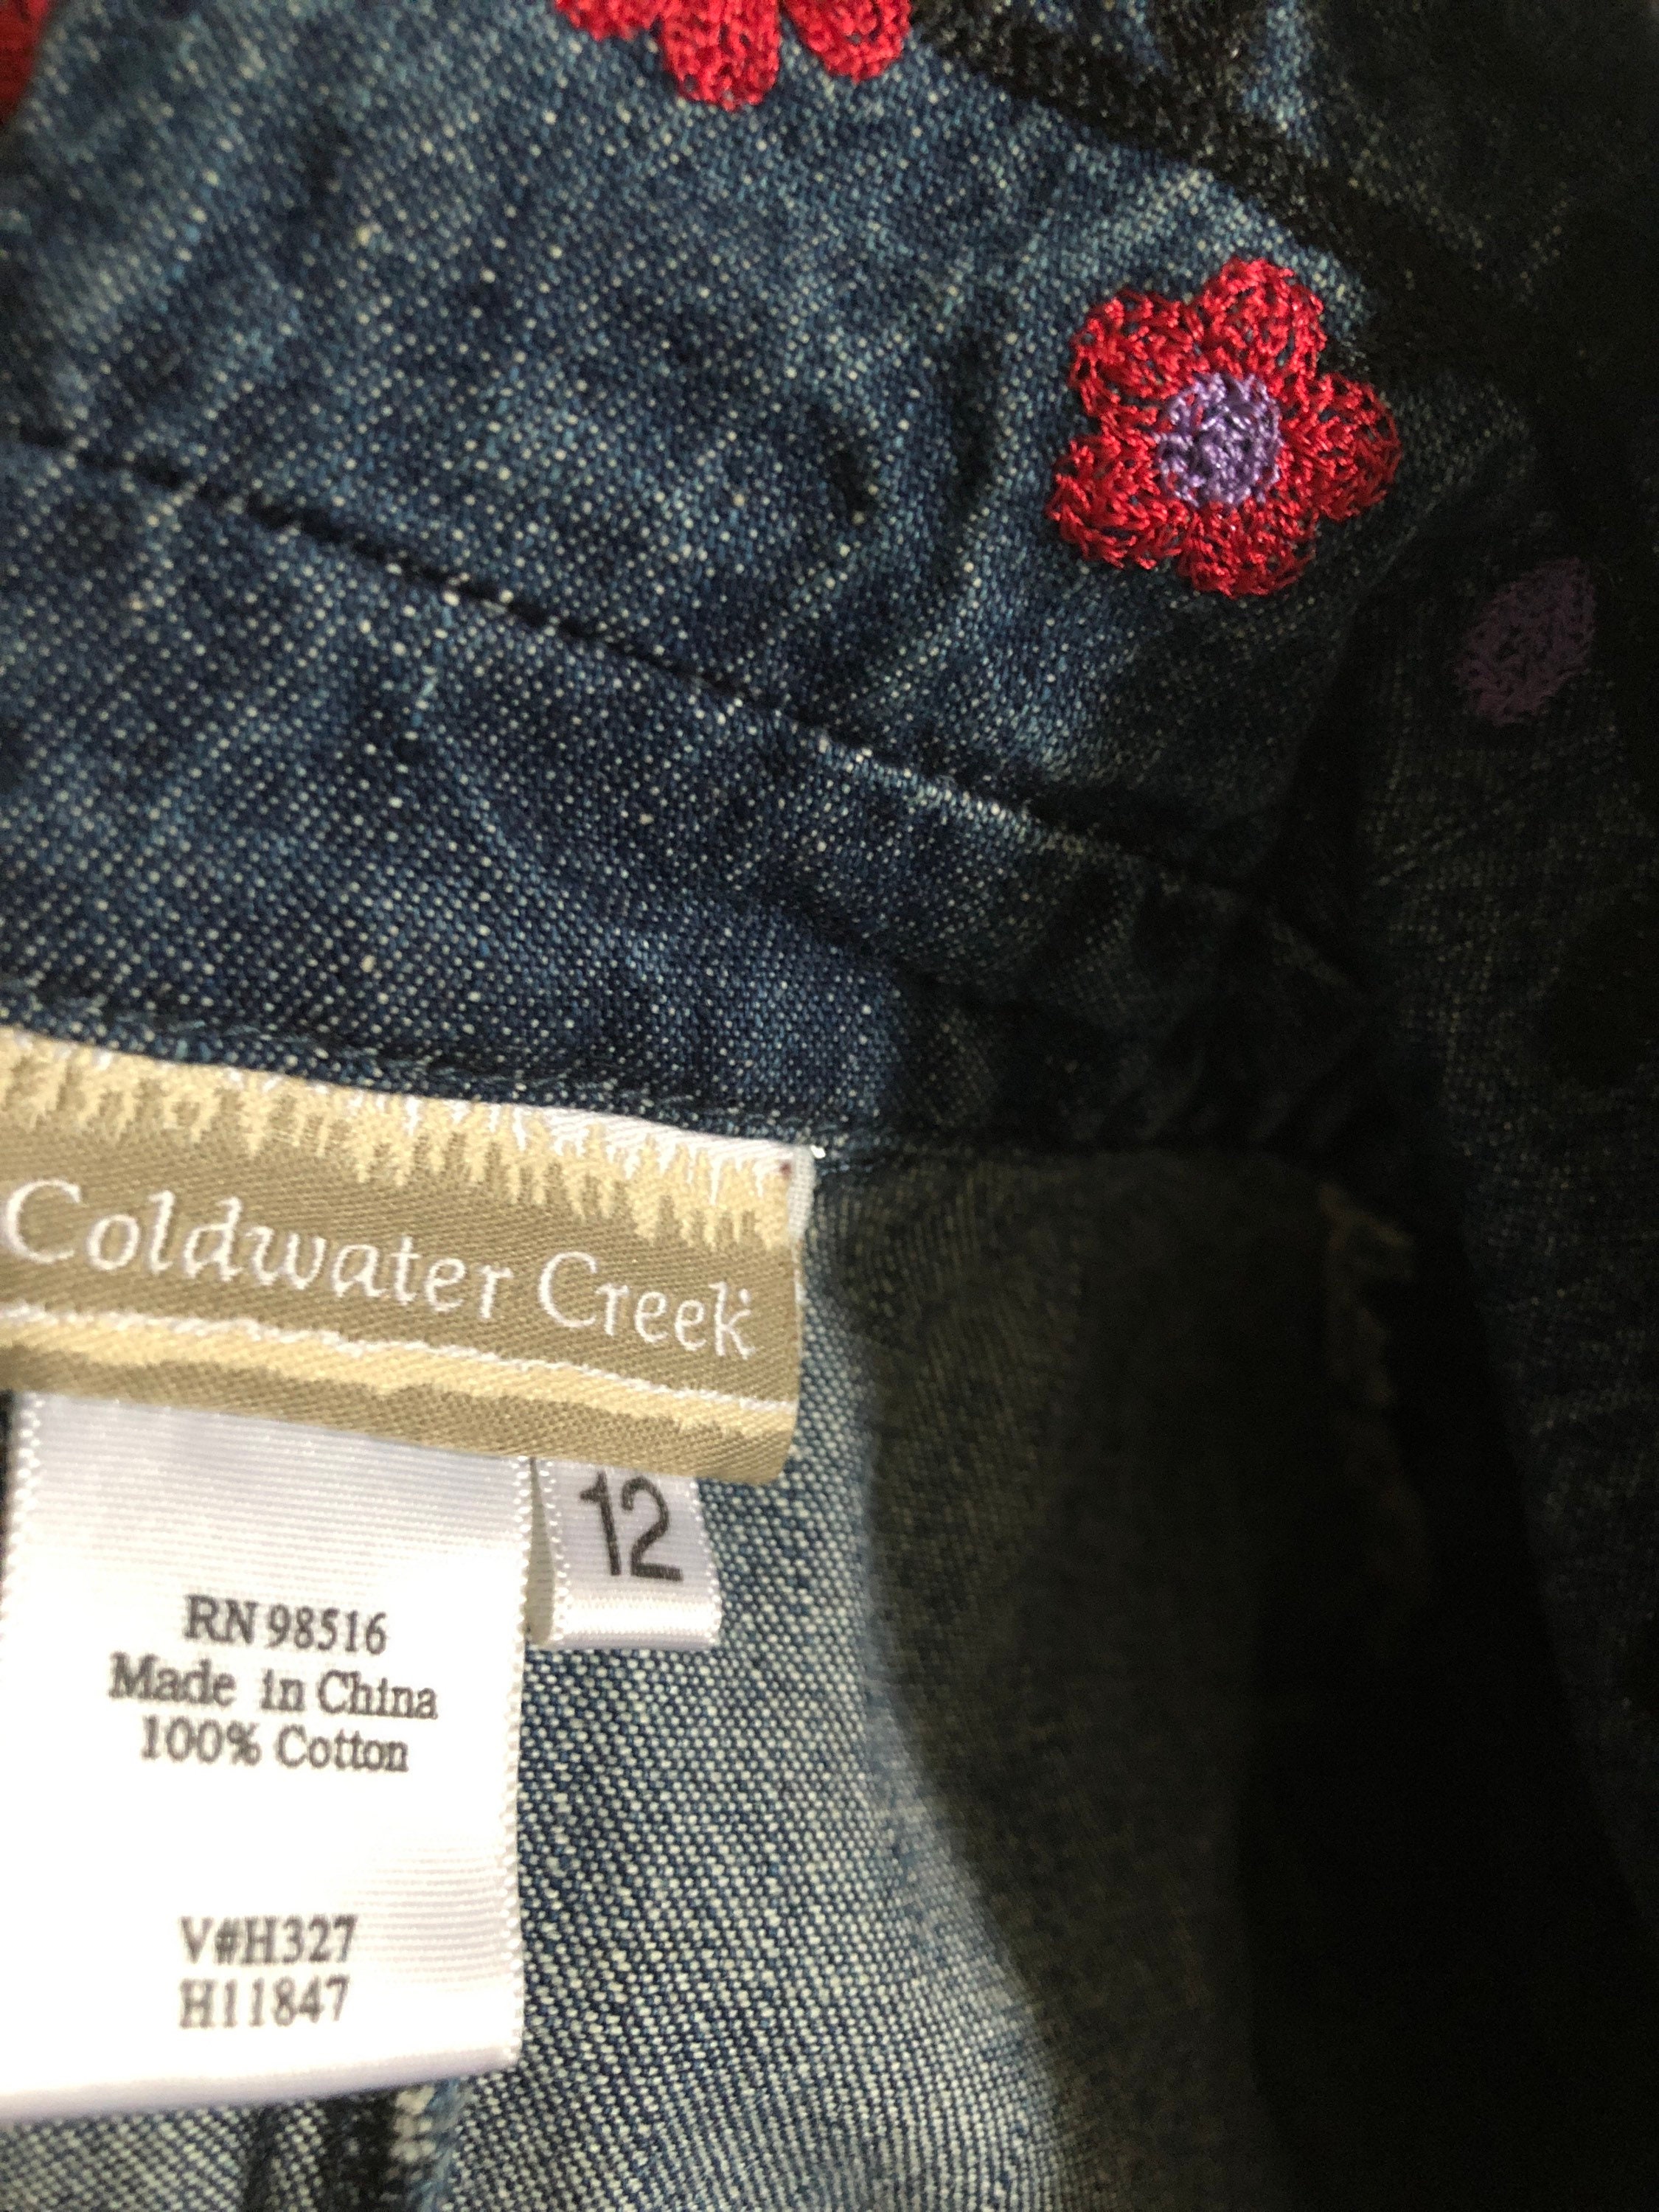 Coldwater Creek
12
RN 98516
Made in China
100% Cotton
V#H327
H11847